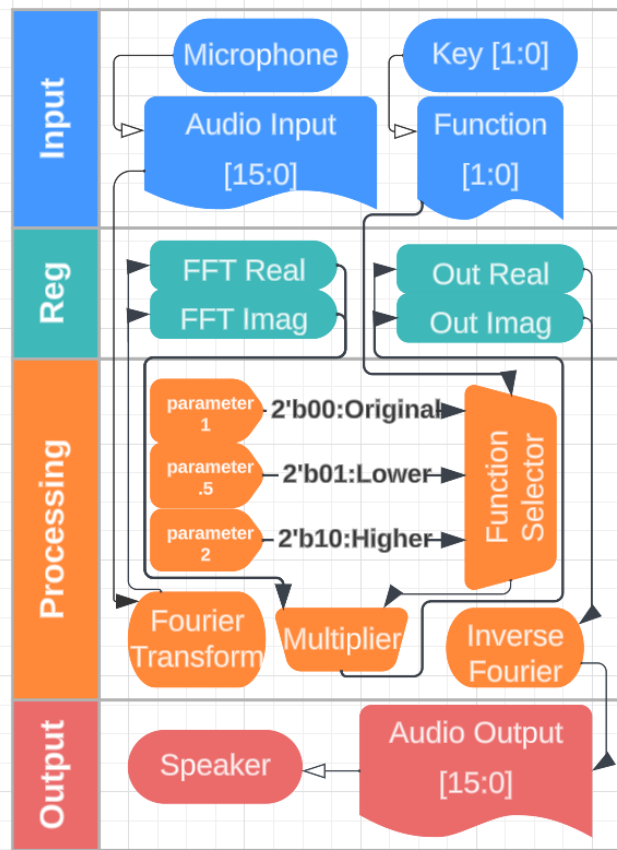 Input
Microphone
Key [1:0]
Audio Input
[15:0]
Function
[1:0]
Reg
FFT Real
FFT Imag
Out Real
Out Imag
Processing
parameter
1
2'b00:Original
parameter
.5
2'b01:Lower
parameter
2
2'b10:Higher
Function
Selector
Fourier
Transform
Multiplier
Inverse
Fourier
Output
Speaker
Audio Output
[15:0]